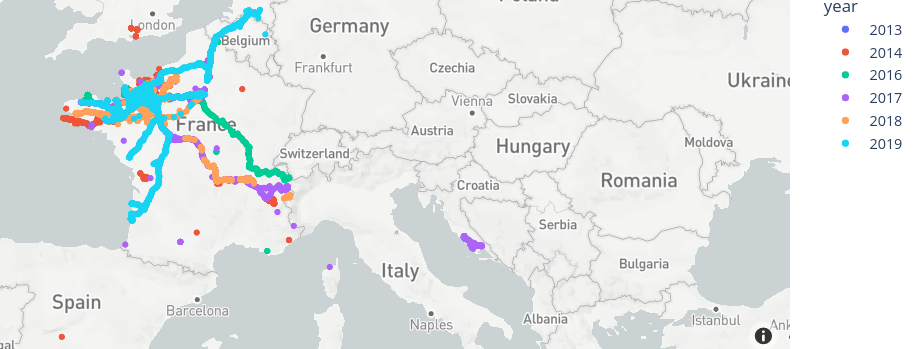 Poland
year
London
2013
Germany
2014
Belgium
2016
Frankfurt
Czechia
Ukraine
2017
Vienna
Slovakia
2018
France
Austria
2019
Switzerland
Hungary
Moldova
Croatia
Romania
Serbia
Italy
Bulgaria
Spain
Barcelona
Naples
Albania
Istanbul
Ank
gal